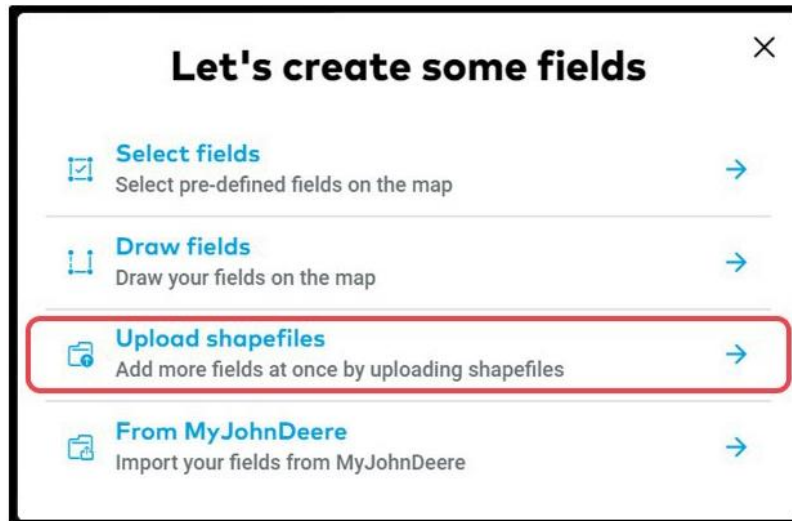 Let's create some fields
Select fields
Select pre-defined fields on the map
Draw fields
Draw your fields on the map
Upload shapefiles
Add more fields at once by uploading shapefiles
From MyJohnDeere
Import your fields from MyJohnDeere